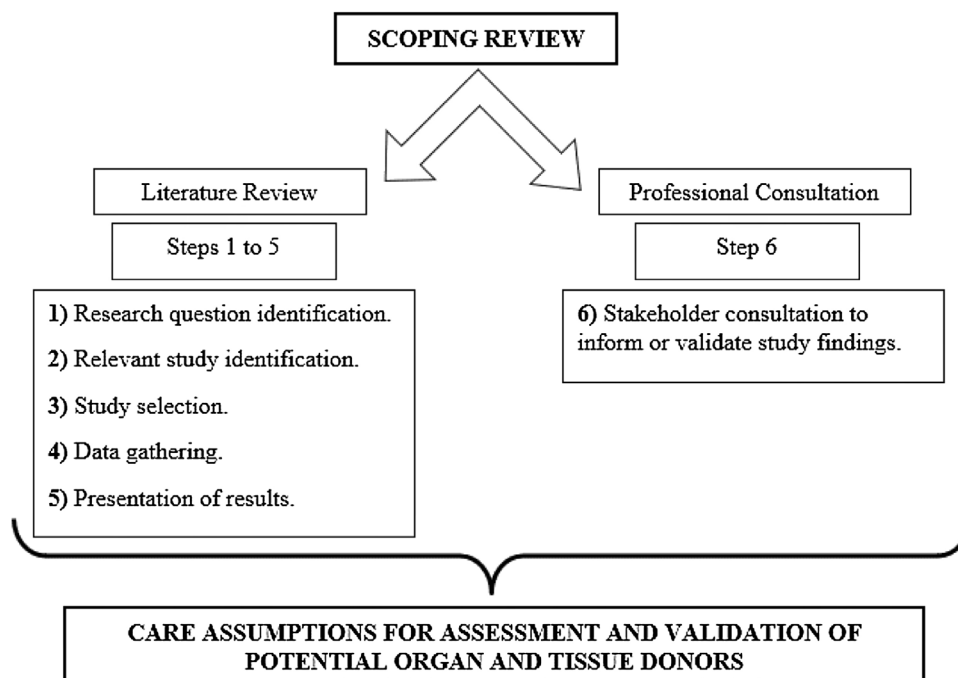 SCOPING REVIEW
Literature Review
Steps 1 to 5
1) Research question identification.
2) Relevant study identification.
3) Study selection.
4) Data gathering.
5) Presentation of results.
Professional Consultation
Step 6
6) Stakeholder consultation to
inform or validate study findings.
CARE ASSUMPTIONS FOR ASSESSMENT AND VALIDATION OF
POTENTIAL ORGAN AND TISSUE DONORS